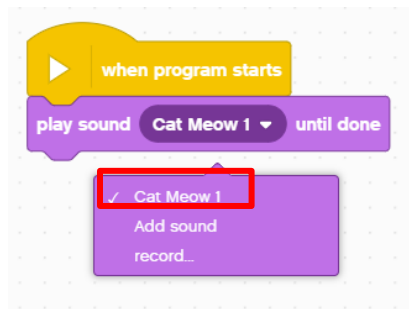 when program starts
play sound Cat Meow 1 until done
✓ Cat Meow 1
Add sound
record...